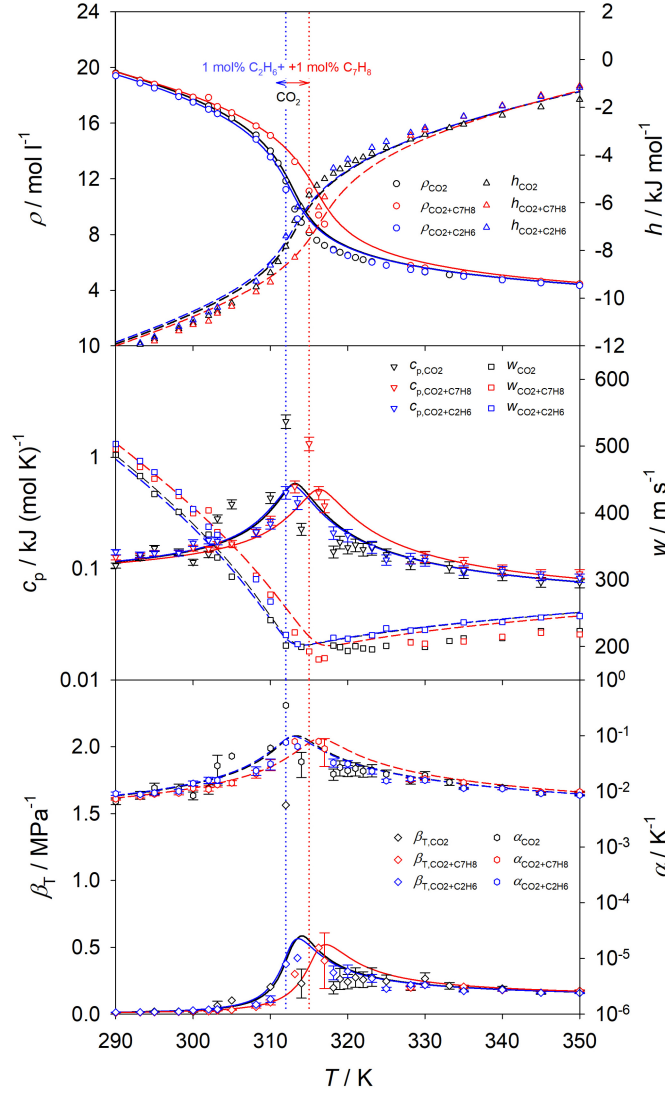 24
20
16
12
8
4
10
ρ / mol l⁻¹
1 mol% C₂H₆+ +1 mol% C₇H₈
CO₂
ρCO2
ρCO2+C7H8
ρCO2+C2H6
hCO2
hCO2+C7H8
hCO2+C2H6
2
0
-2
-4
-6
-8
-10
-12
h / kJ mol⁻¹
1
0.1
0.01
cp / kJ (mol K)⁻¹
cp,CO2
cp,CO2+C7H8
cp,CO2+C2H6
wCO2
wCO2+C7H8
wCO2+C2H6
600
500
400
300
200
w / m s⁻¹
2.0
1.5
1.0
0.5
0.0
βT / MPa⁻¹
βT,CO2
βT,CO2+C7H8
βT,CO2+C2H6
αCO2
αCO2+C7H8
αCO2+C2H6
10⁰
10⁻¹
10⁻²
10⁻³
10⁻⁴
10⁻⁵
10⁻⁶
α / K⁻¹
290 300 310 320 330 340 350
T / K